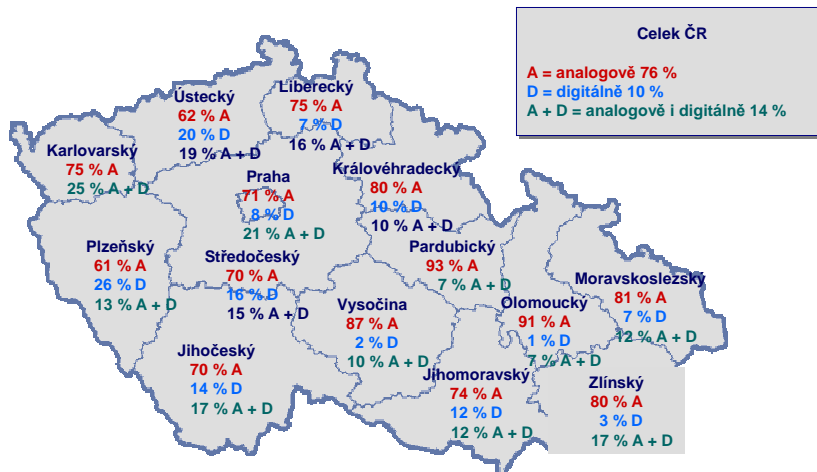 Celek ČR
A = analogově 76 %
D = digitálně 10 %
A + D = analogově i digitálně 14 %
Liberecký
75 % A
7 % D
16 % A + D
Ústecký
62 % A
20 % D
19 % A + D
Karlovarský
75 % A
25 % A + D
Praha
71 % A
8 % D
21 % A + D
Královéhradecký
80 % A
10 % D
10 % A + D
Plzeňský
61 % A
26 % D
13 % A + D
Středočeský
70 % A
16 % D
15 % A + D
Pardubický
93 % A
7 % A + D
Moravskoslezský
81 % A
7 % D
12 % A + D
Vysočina
87 % A
2 % D
10 % A + D
Olomoucký
91 % A
1 % D
7 % A + D
Jihočeský
70 % A
14 % D
17 % A + D
Jihomoravský
74 % A
12 % D
12 % A + D
Zlínský
80 % A
3 % D
17 % A + D